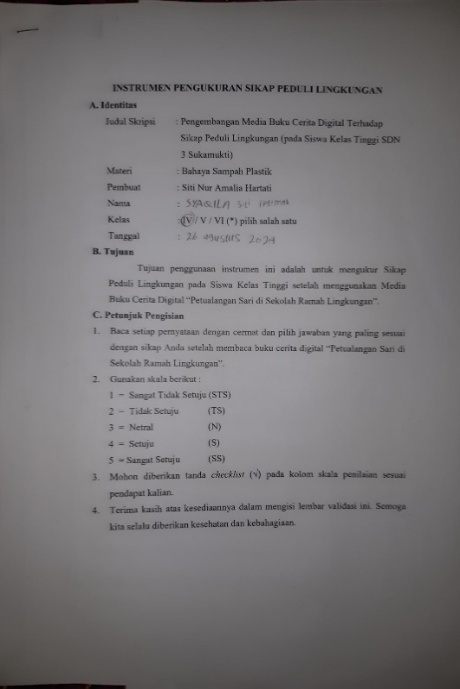 INSTRUMEN PENGUKURAN SIKAP PEDULI LINGKUNGAN
A. Identitas
Judul Skripsi : Pengembangan Media Buku Cerita Digital Terhadap
Sikap Peduli Lingkungan (pada Siswa Kelas Tinggi SDN
3 Sukamukti)
Materi : Bahaya Sampah Plastik
Pembuat : Siti Nur Amalia Hartati
Nama :
Kelas : IV / V / VI (*) pilih salah satu
Tanggal : 26 Agustus 2024
B. Tujuan
Tujuan penggunaan instrumen ini adalah untuk mengukur Sikap
Peduli Lingkungan pada Siswa Kelas Tinggi setelah menggunakan Media
Buku Cerita Digital “Petualangan Sari di Sekolah Ramah Lingkungan”.
C. Petunjuk Pengisian
1. Baca setiap pernyataan dengan cermat dan pilih jawaban yang paling sesuai
dengan sikap Anda setelah membaca buku cerita digital “Petualangan Sari di
Sekolah Ramah Lingkungan”.
2. Gunakan skala berikut :
1 = Sangat Tidak Setuju (STS)
2 = Tidak Setuju (TS)
3 = Netral (N)
4 = Setuju (S)
5 = Sangat Setuju (SS)
3. Mohon diberikan tanda checklist (√) pada kolom skala penilaian sesuai
pendapat kalian.
4. Terima kasih atas kesediaannya dalam mengisi lembar validasi ini. Semoga
kita selalu diberikan kesehatan dan kebahagiaan.